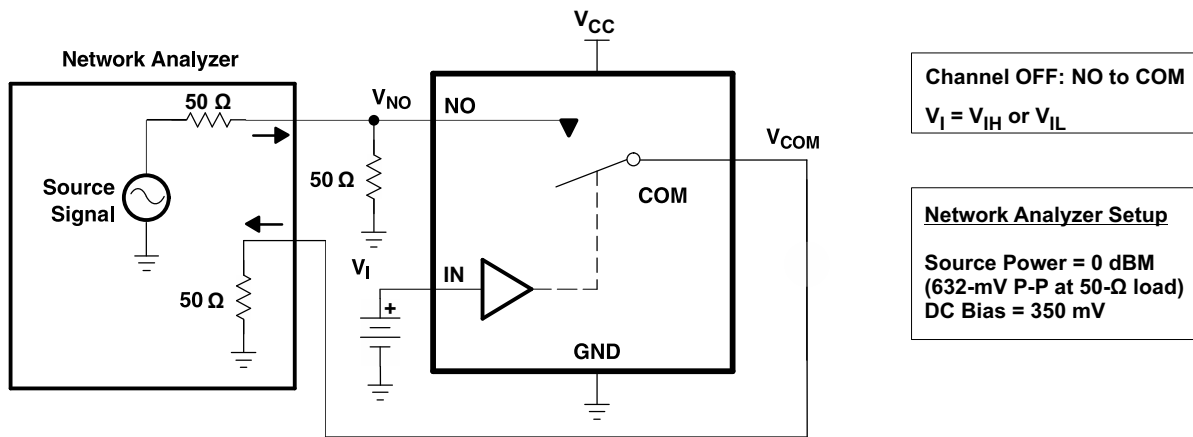 Network Analyzer
50 Ω
Source
Signal
50 Ω
V_NO
50 Ω
V_I
+
V_CC
NO
COM
IN
GND
V_COM
Channel OFF: NO to COM
V_I = V_IH or V_IL
Network Analyzer Setup
Source Power = 0 dBM
(632-mV P-P at 50-Ω load)
DC Bias = 350 mV